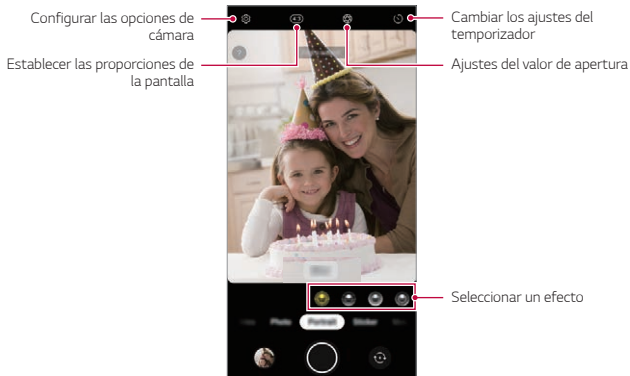 Configurar las opciones de
cámara
Establecer las proporciones de
la pantalla
Cambiar los ajustes del
temporizador
Ajustes del valor de apertura
Seleccionar un efecto
Photo
Portrait
Sticker